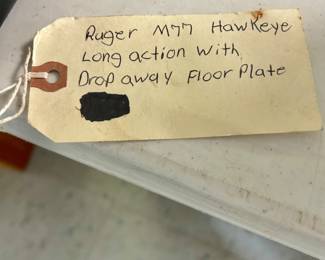 Ruger M77 Hawkeye
Long action with
Drop away Floor Plate